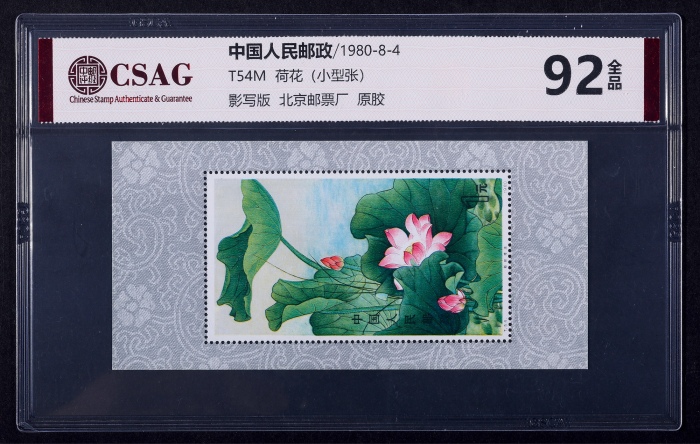 CSAG
Chinese Stamp Authenticate & Guarantee
中国人民邮政/1980-8-4
T54M 荷花 (小型张)
影写版 北京邮票厂 原胶
92 全品
1元
中国人民邮政